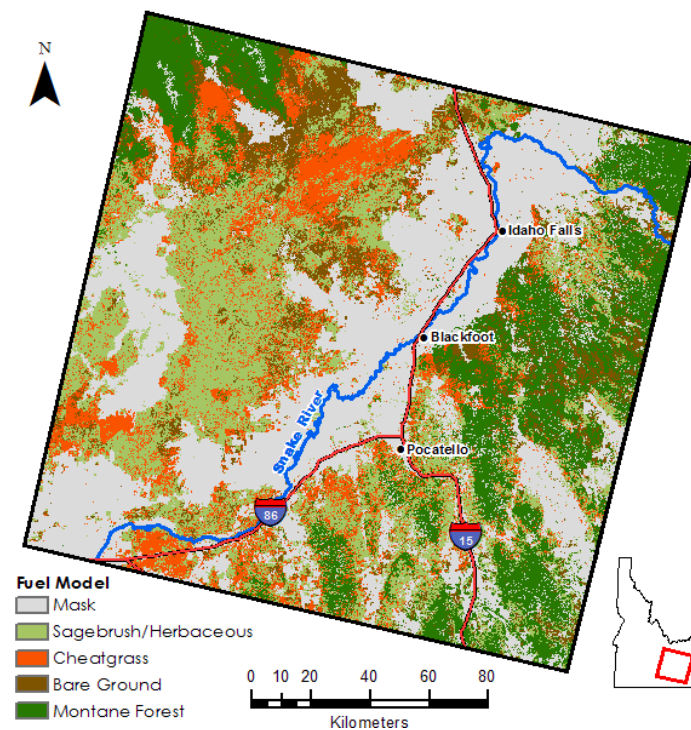 N
Idaho Falls
Blackfoot
Snake River
Pocatello
86
15
Fuel Model
Mask
Sagebrush/Herbaceous
Cheatgrass
Bare Ground
Montane Forest
0 10 20 40 60 80
Kilometers